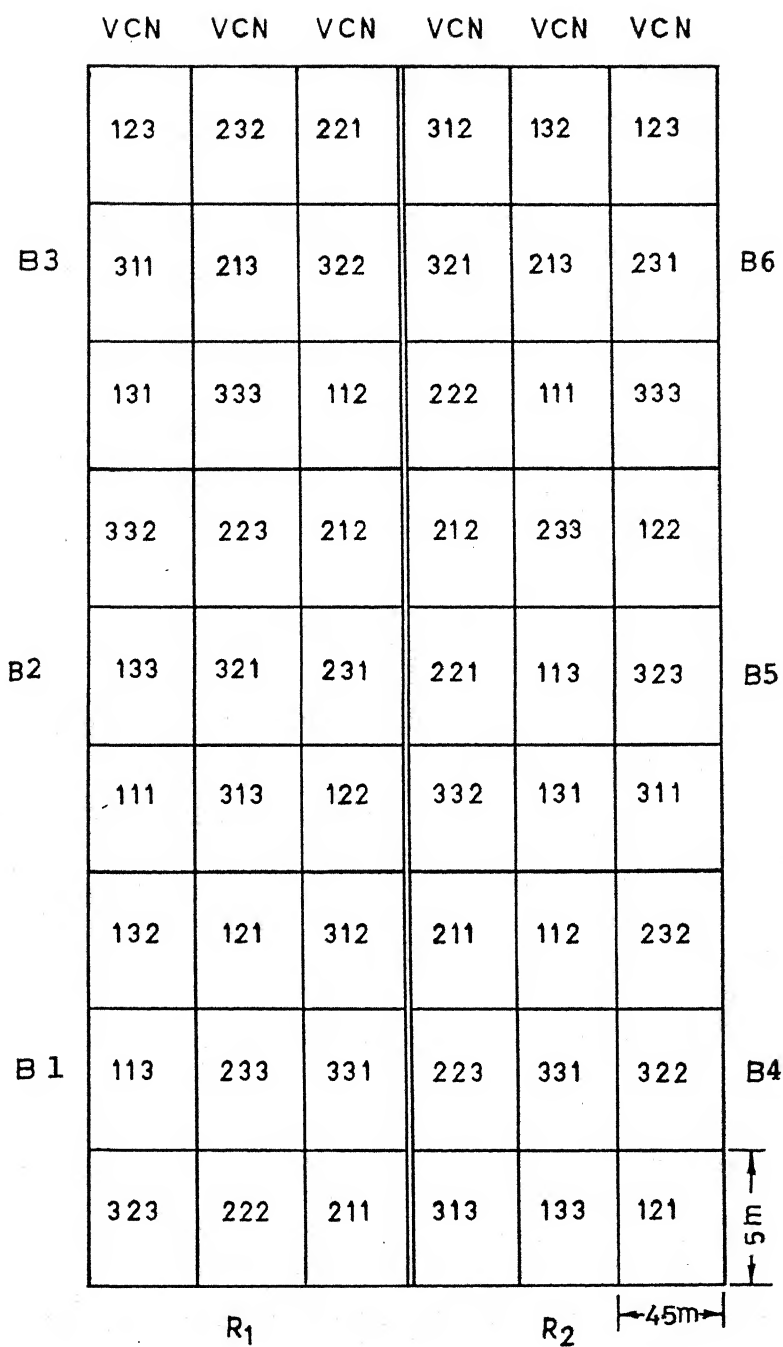 VCN VCN VCN VCN VCN VCN
123 232 221 312 132 123
B3 311 213 322 321 213 231 B6
131 333 112 222 111 333
332 223 212 212 233 122
B2 133 321 231 221 113 323 B5
111 313 122 332 131 311
132 121 312 211 112 232
B1 113 233 331 223 331 322 B4
323 222 211 313 133 121 5m
R1 R2 45m